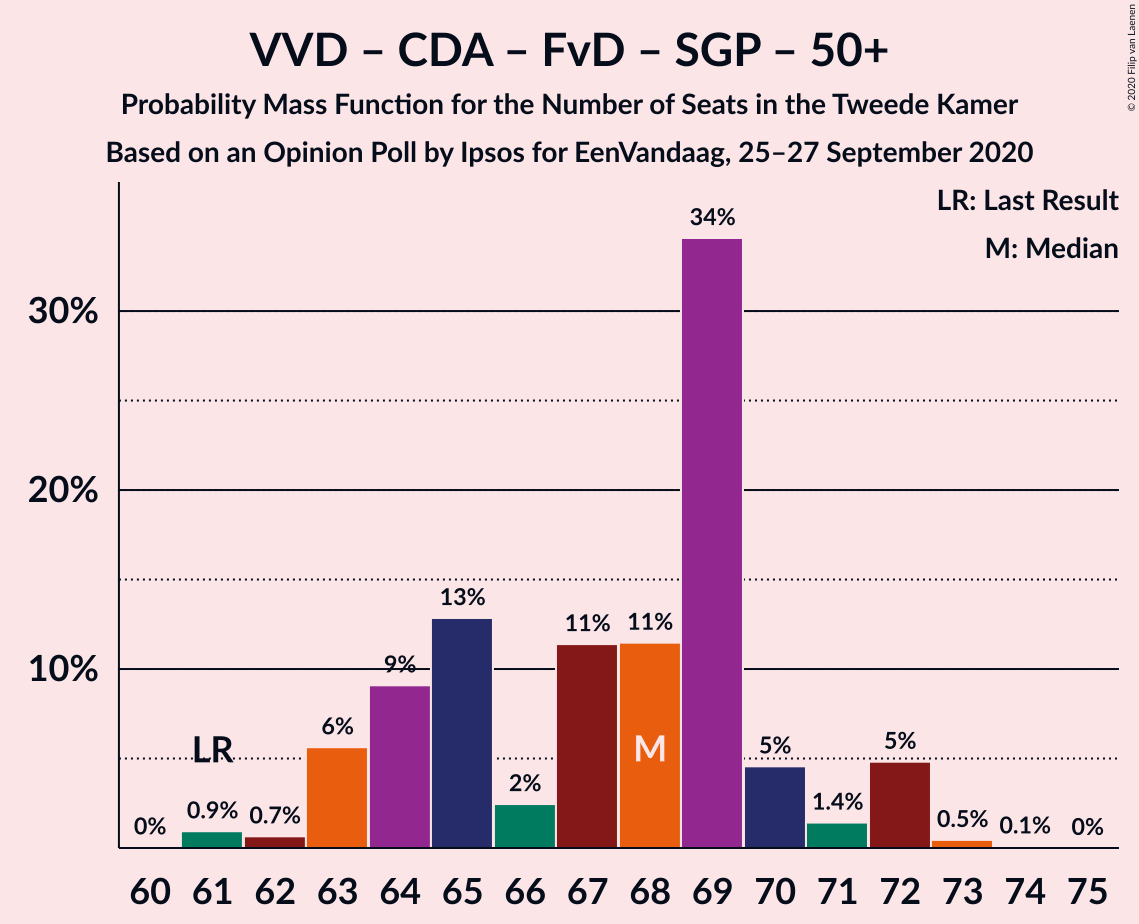 VVD – CDA – FvD – SGP – 50+
Probability Mass Function for the Number of Seats in the Tweede Kamer
Based on an Opinion Poll by Ipsos for EenVandaag, 25–27 September 2020
© 2020 Filip van Laenen
LR: Last Result
M: Median
34%
30%
20%
13%
11%
11%
10%
9%
6%
LR
M
5%
5%
2%
0%
0.9%
0.7%
1.4%
0.5%
0.1%
0%
60 61 62 63 64 65 66 67 68 69 70 71 72 73 74 75